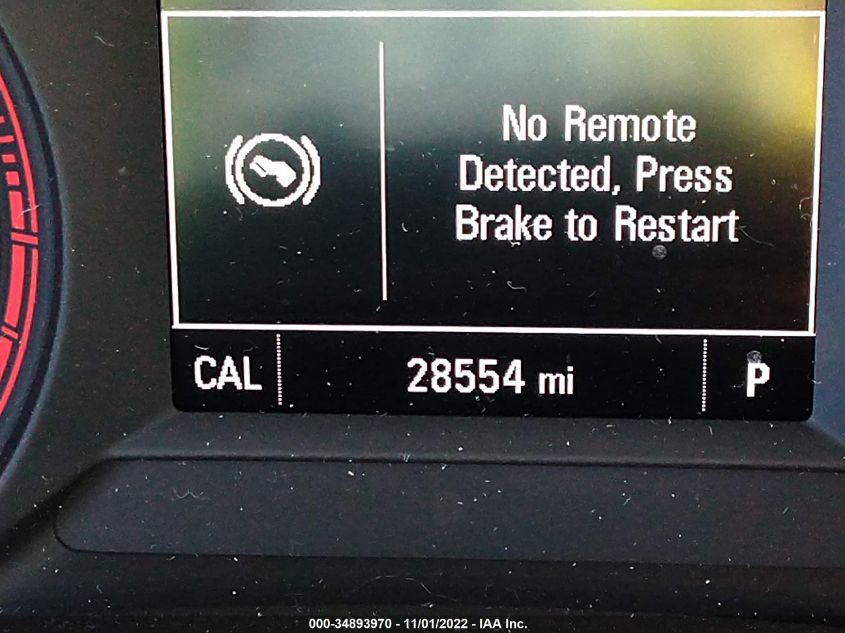 No Remote
Detected, Press
Brake to Restart
CAL 28554 mi P
000-34893970 - 11/01/2022 - IAA Inc.